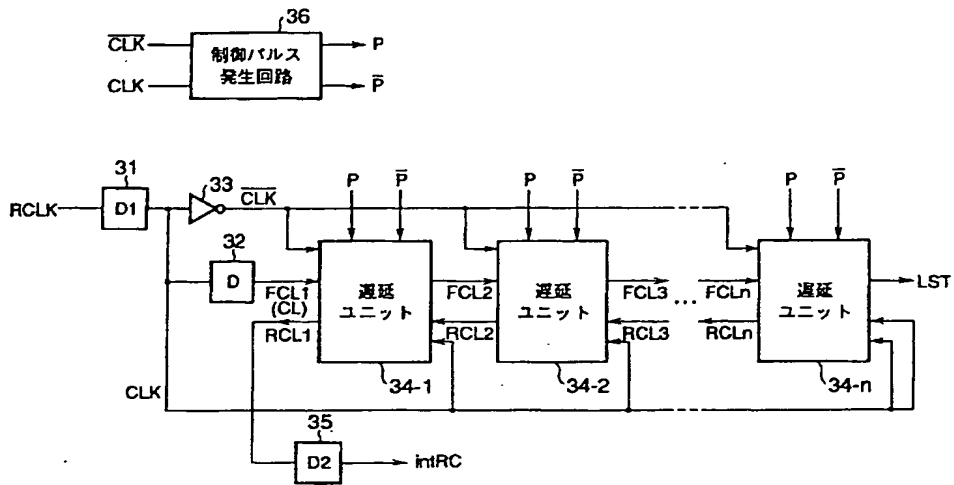 36
C̅L̅K̅
制御パルス
発生回路
P
CLK
P̅
31
33
C̅L̅K̅
P
P̅
P
P̅
P
P̅
RCLK
D1
32
D
FCL1
(CL)
RCL1
遅延
ユニット
FCL2
RCL2
遅延
ユニット
FCL3
RCL3
...
FCLn
RCLn
遅延
ユニット
LST
34-1
34-2
34-n
CLK
35
D2
intRC